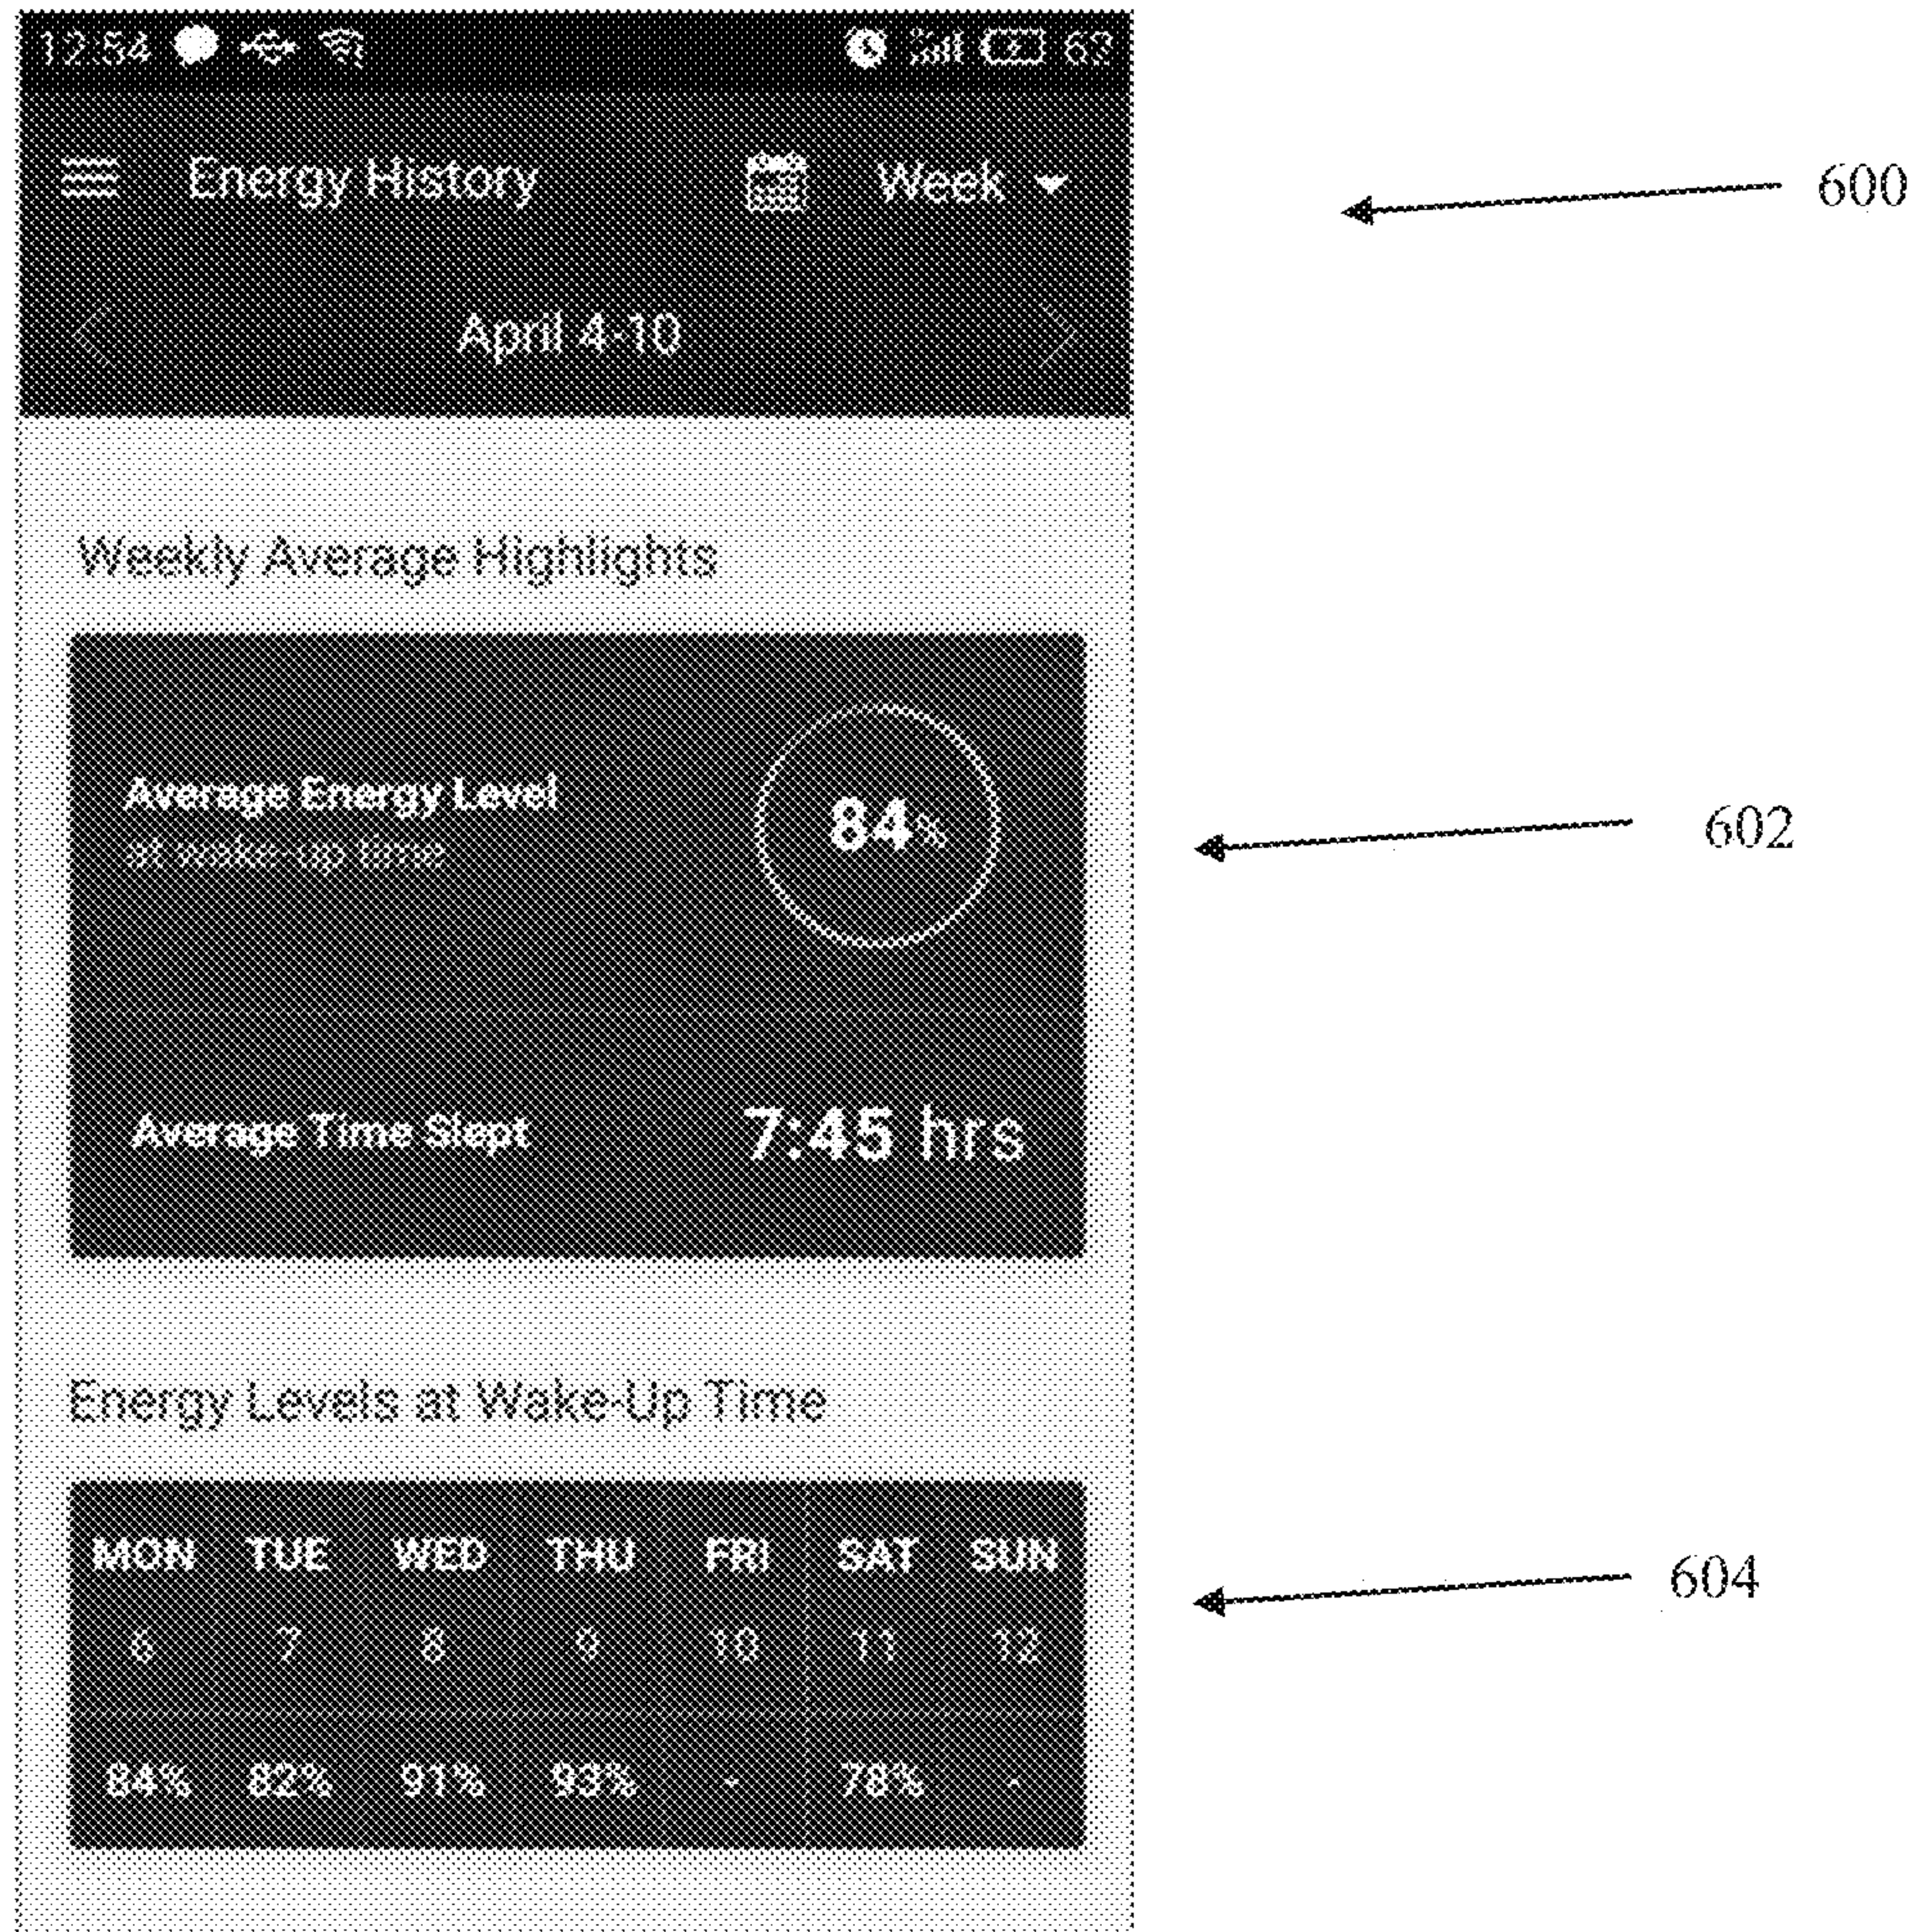 12:54 62
Energy History Week
600
April 4-10
Weekly Average Highlights
Average Energy Level
at wake-up time
84%
602
Average Time Slept 7:45 hrs
Energy Levels at Wake-Up Time
MON TUE WED THU FRI SAT SUN
604
6 7 8 9 10 11 12
84% 82% 91% 93% - 78% -